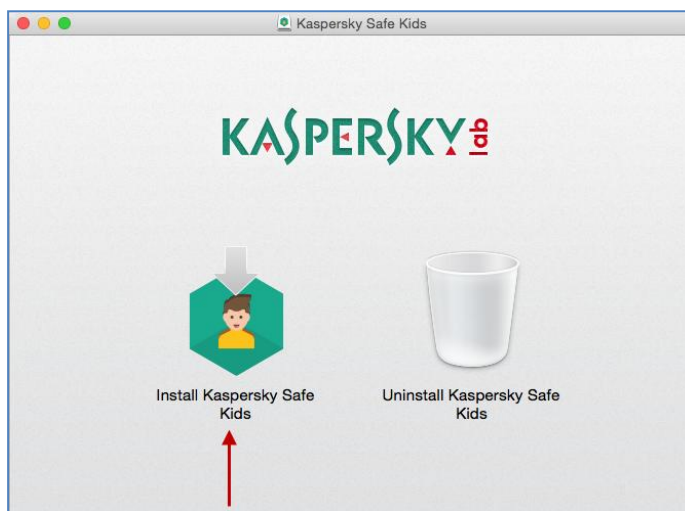 Kaspersky Safe Kids
KASPERSKY lab
Install Kaspersky Safe
Kids
Uninstall Kaspersky Safe
Kids